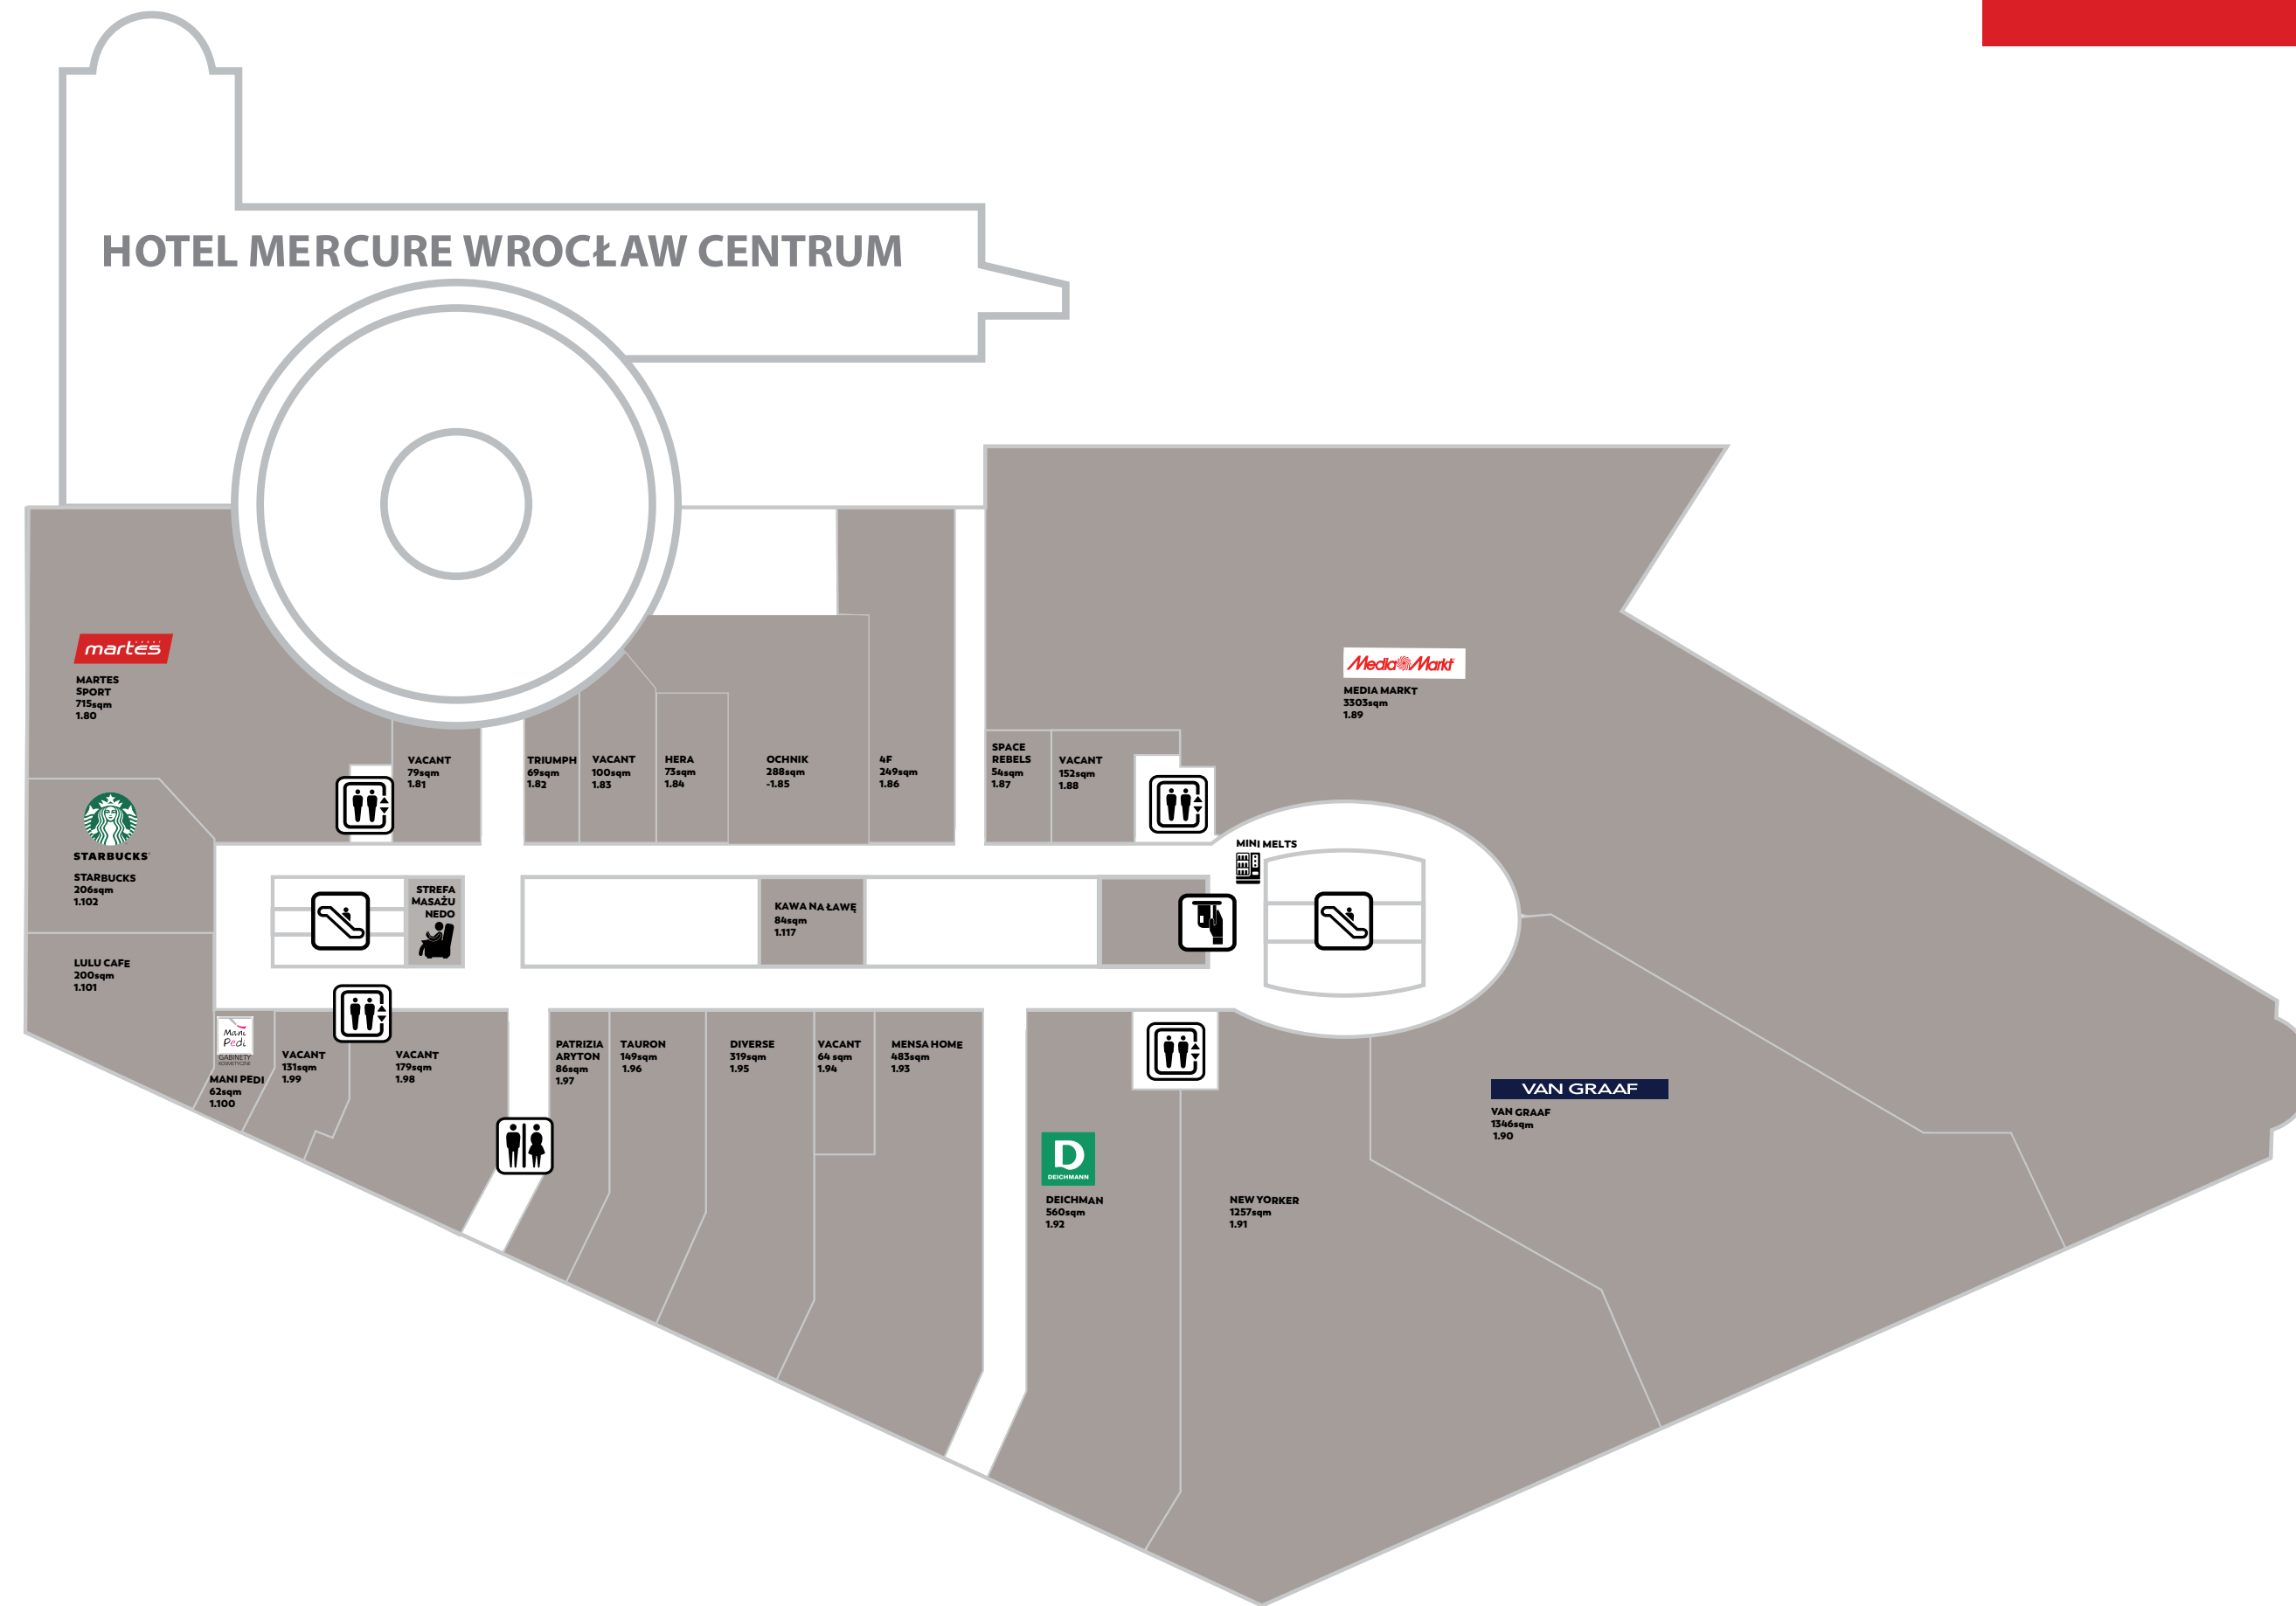 HOTEL MERCURE WROCŁAW CENTRUM
martes
MARTES
SPORT
715sqm
1.80
STARBUCKS
STARBUCKS
206sqm
1.102
LULU CAFE
200sqm
1.101
VACANT
79sqm
1.81
TRIUMPH
69sqm
1.82
VACANT
100sqm
1.83
HERA
73sqm
1.84
OCHNIK
288sqm
-1.85
4F
249sqm
1.86
SPACE
REBELS
54sqm
1.87
VACANT
152sqm
1.88
Media Markt
MEDIA MARKT
3303sqm
1.89
MINI MELTS
STREFA
MASAŻU
NEDO
KAWA NA ŁAWĘ
84sqm
1.117
Mani
Pedi
GABINETY
KOSMETYCZNE
MANI PEDI
62sqm
1.100
VACANT
131sqm
1.99
VACANT
179sqm
1.98
PATRIZIA
ARYTON
86sqm
1.97
TAURON
149sqm
1.96
DIVERSE
319sqm
1.95
VACANT
64 sqm
1.94
MENSA HOME
483sqm
1.93
D
DEICHMANN
DEICHMAN
560sqm
1.92
NEW YORKER
1257sqm
1.91
VAN GRAAF
VAN GRAAF
1346sqm
1.90